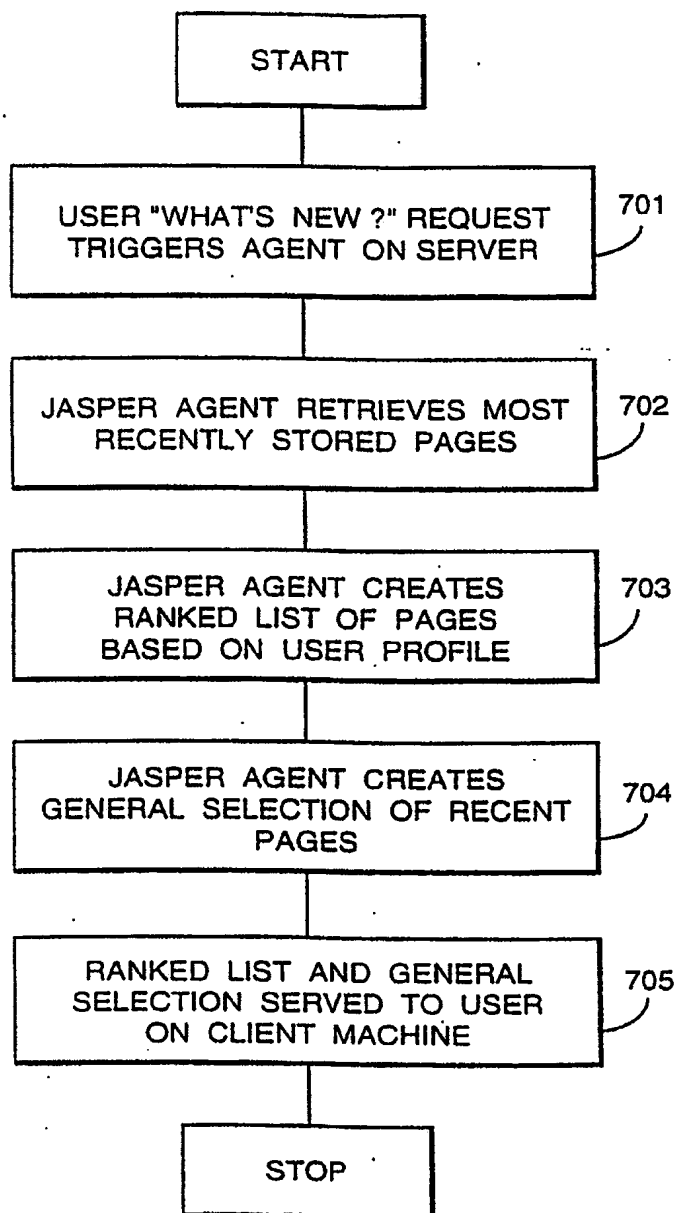 START
USER "WHAT'S NEW ?" REQUEST
TRIGGERS AGENT ON SERVER
701
JASPER AGENT RETRIEVES MOST
RECENTLY STORED PAGES
702
JASPER AGENT CREATES
RANKED LIST OF PAGES
BASED ON USER PROFILE
703
JASPER AGENT CREATES
GENERAL SELECTION OF RECENT
PAGES
704
RANKED LIST AND GENERAL
SELECTION SERVED TO USER
ON CLIENT MACHINE
705
STOP